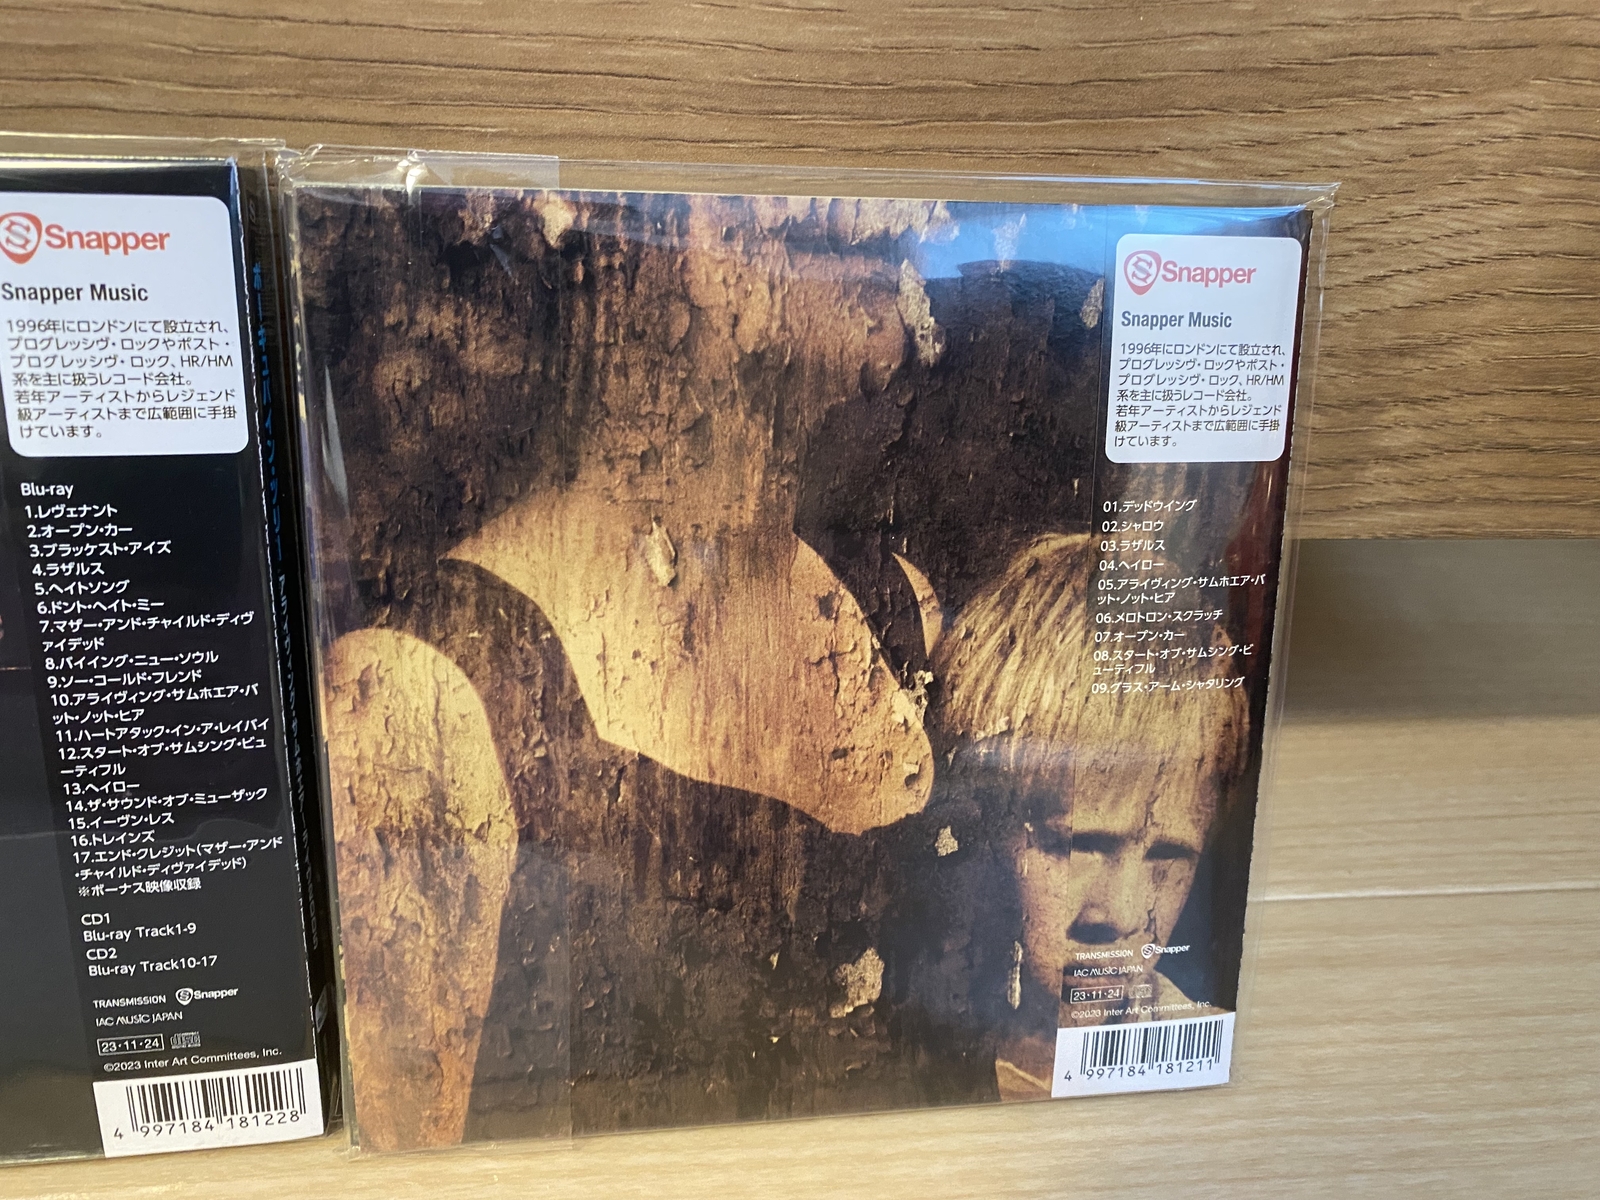 Snapper
Snapper Music
1996年にロンドンにて設立され、
プログレッシヴ・ロックやポスト・
プログレッシヴ・ロック、HR/HM
系を主に扱うレコード会社。
若年アーティストからレジェンド
級アーティストまで広範囲に手掛
けています。
Blu-ray
1.レヴェナント
2.オープン・カー
3.ブラッケスト・アイズ
4.ラザルス
5.ヘイトソング
6.ドント・ヘイト・ミー
7.マザー・アンド・チャイルド・ディヴ
ァイデッド
8.バイイング・ニュー・ソウル
9.ソー・コールド・フレンド
10.アライヴィング・サムホエア・バ
ット・ノット・ヒア
11.ハートアタック・イン・ア・レイバイ
12.スタート・オブ・サムシング・ビュ
ーティフル
13.ヘイロー
14.ザ・サウンド・オブ・ミューザック
15.イーヴン・レス
16.トレインズ
17.エンド・クレジット(マザー・アンド
・チャイルド・ディヴァイデッド)
※ボーナス映像収録
CD1
Blu-ray Track1-9
CD2
Blu-ray Track10-17
TRANSMISSION Snapper
IAC MUSIC JAPAN
23・11・24
©2023 Inter Art Committees, Inc.
4 997184 181228
Snapper
Snapper Music
1996年にロンドンにて設立され、
プログレッシヴ・ロックやポスト・
プログレッシヴ・ロック、HR/HM
系を主に扱うレコード会社。
若年アーティストからレジェンド
級アーティストまで広範囲に手掛
けています。
01.デッドウイング
02.シャロウ
03.ラザルス
04.ヘイロー
05.アライヴィング・サムホエア・バ
ット・ノット・ヒア
06.メロトロン・スクラッチ
07.オープン・カー
08.スタート・オブ・サムシング・ビ
ューティフル
09.グラス・アーム・シャタリング
TRANSMISSION Snapper
IAC MUSIC JAPAN
23・11・24
©2023 Inter Art Committees, Inc.
4 997184 181211